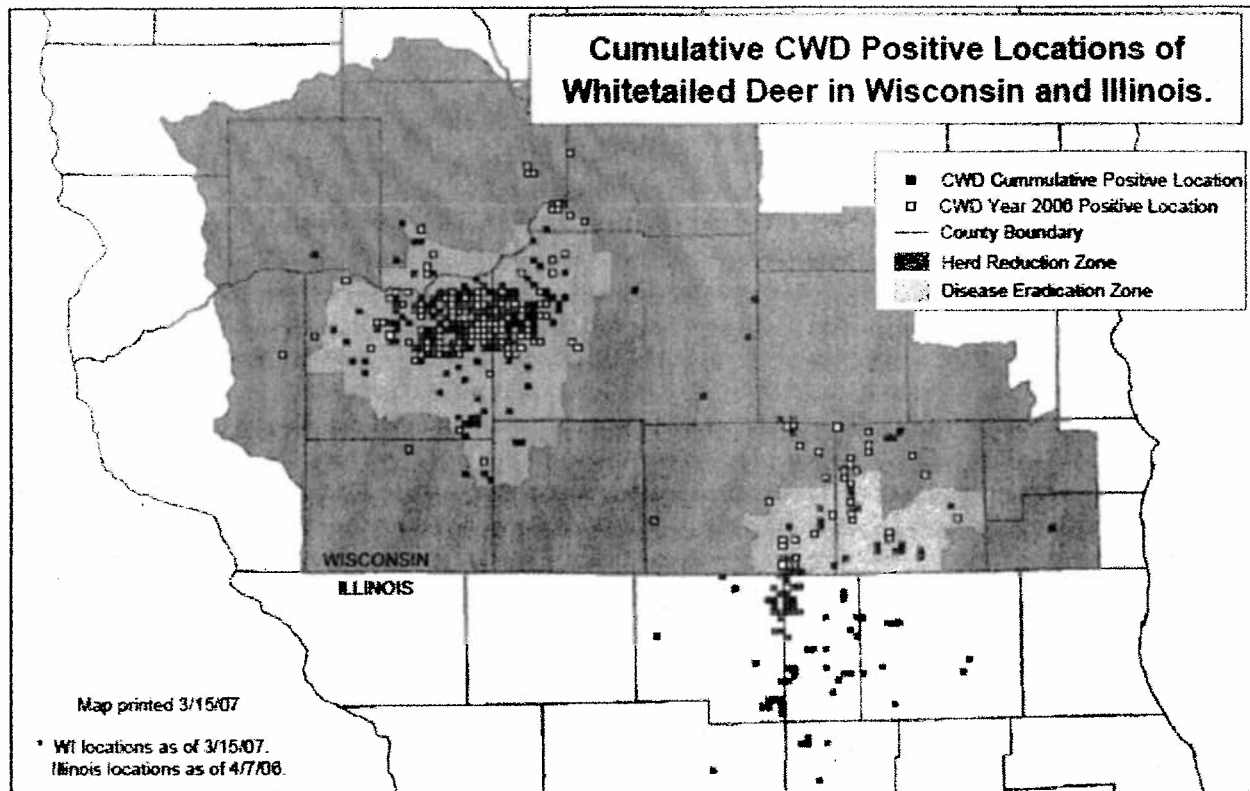 Cumulative CWD Positive Locations of
Whitetailed Deer in Wisconsin and Illinois.
CWD Cummulative Positive Location
CWD Year 2006 Positive Location
County Boundary
Herd Reduction Zone
Disease Eradication Zone
WISCONSIN
ILLINOIS
Map printed 3/15/07
* WI locations as of 3/15/07.
Illinois locations as of 4/7/06.